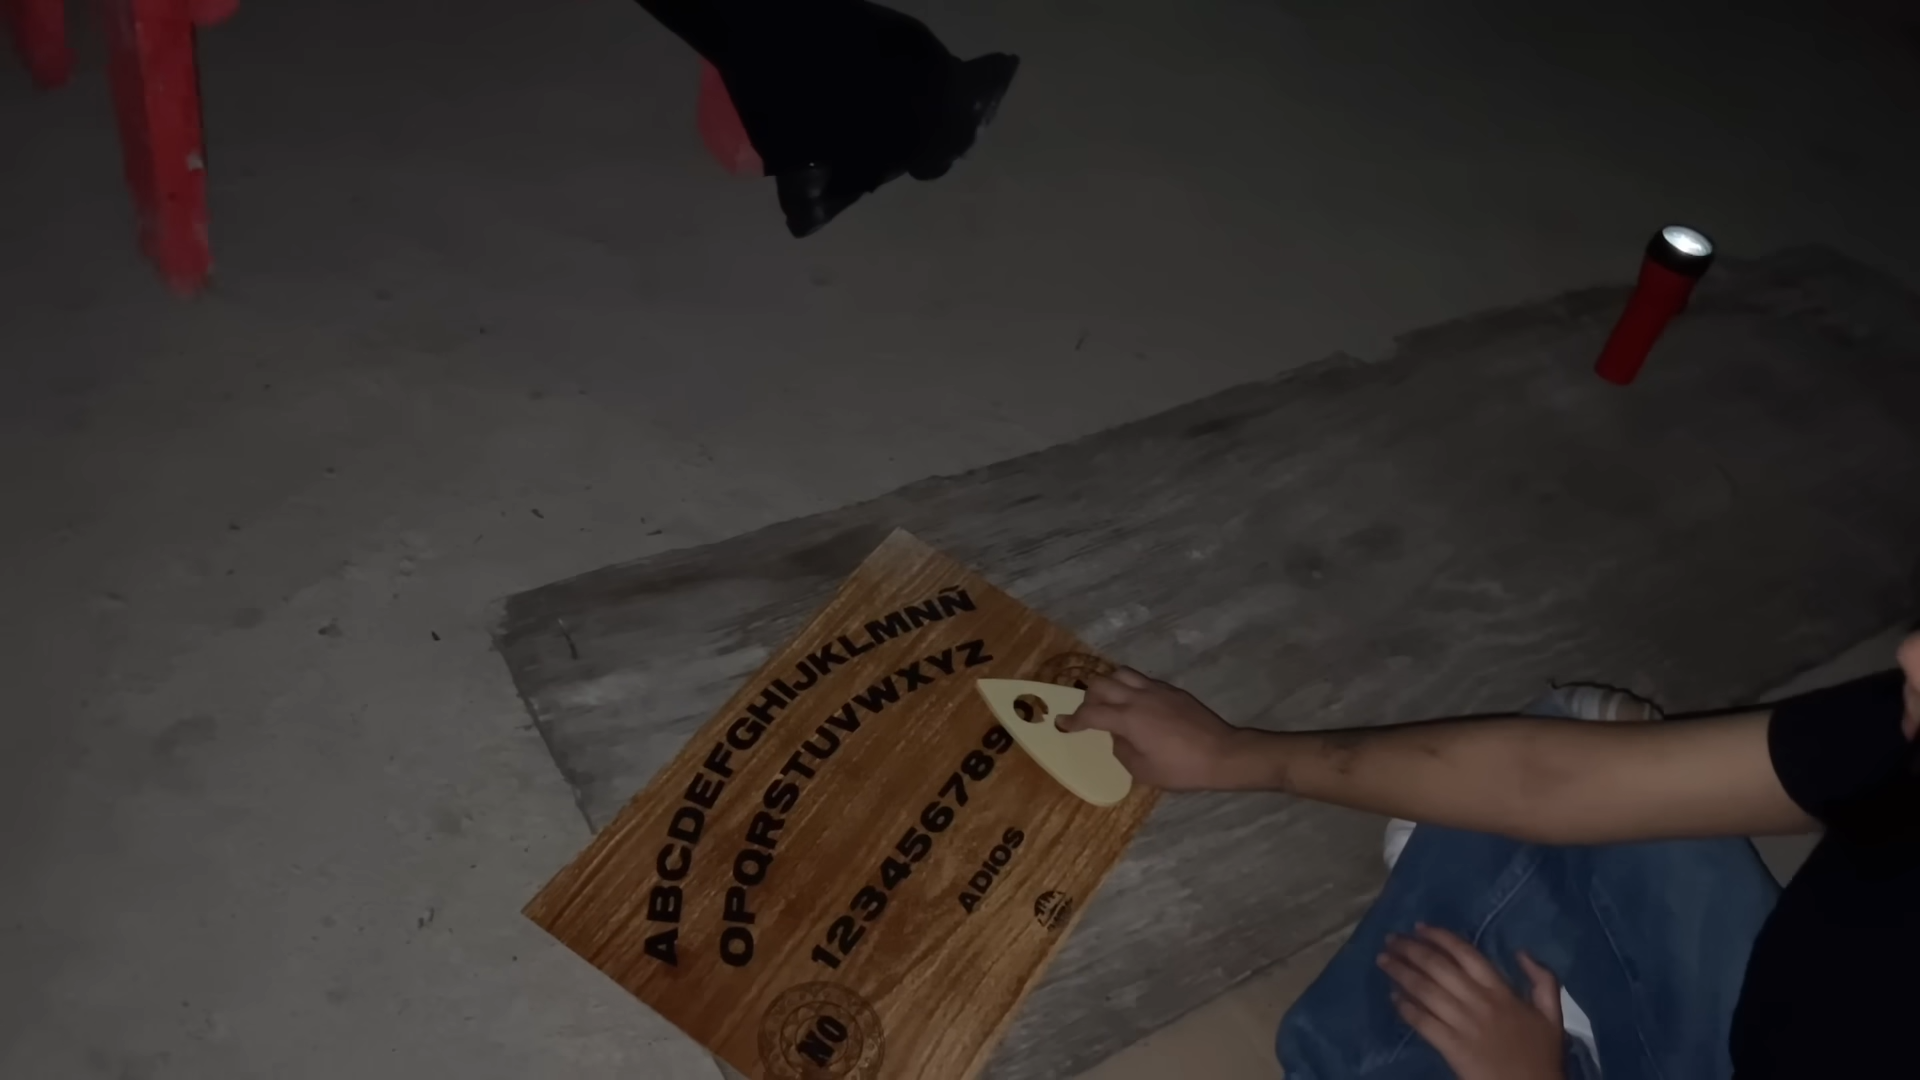 ABCDEFGHIJKLMNÑ
OPQRSTUVWXYZ
123456789
ADIOS
NO